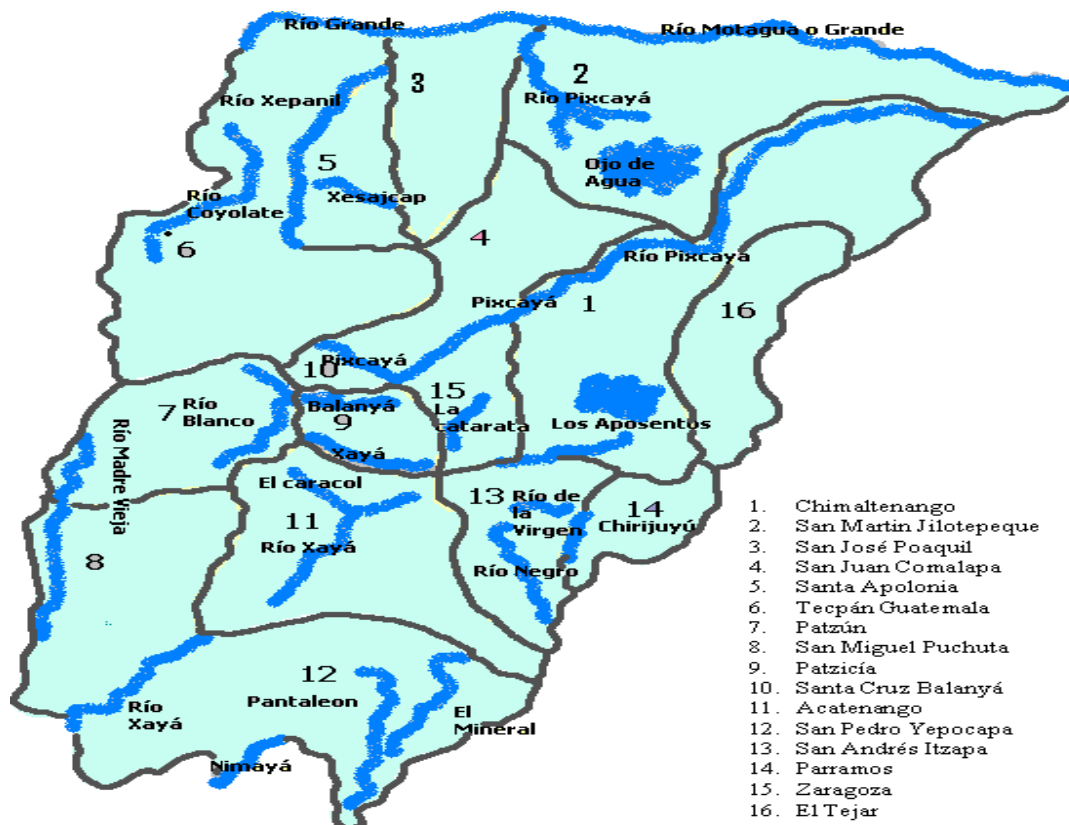 Río Grande
Río Motagua o Grande
3
2
Río Xepanil
Río Pixcayá
5
Ojo de
Agua
Xesajcap
Río
Coyolate
6
4
Río Pixcayá
Pixcayá
1
16
Pixcayá
10
15
7
Río
Blanco
Balanyá
9
La
catarata
Los Aposentos
Río Madre Vieja
Xayá
El caracol
13
Río de
la
Virgen
14
Chirijuyú
11
Río Xayá
8
Río Negro
12
Pantaleon
Río
Xayá
El
Mineral
Nimayá
1. Chimaltenango
2. San Martin Jilotepeque
3. San José Poaquil
4. San Juan Comalapa
5. Santa Apolonia
6. Tecpán Guatemala
7. Patzún
8. San Miguel Puchuta
9. Patzicía
10. Santa Cruz Balanyá
11. Acatenango
12. San Pedro Yepocapa
13. San Andrés Itzapa
14. Parramos
15. Zaragoza
16. El Tejar